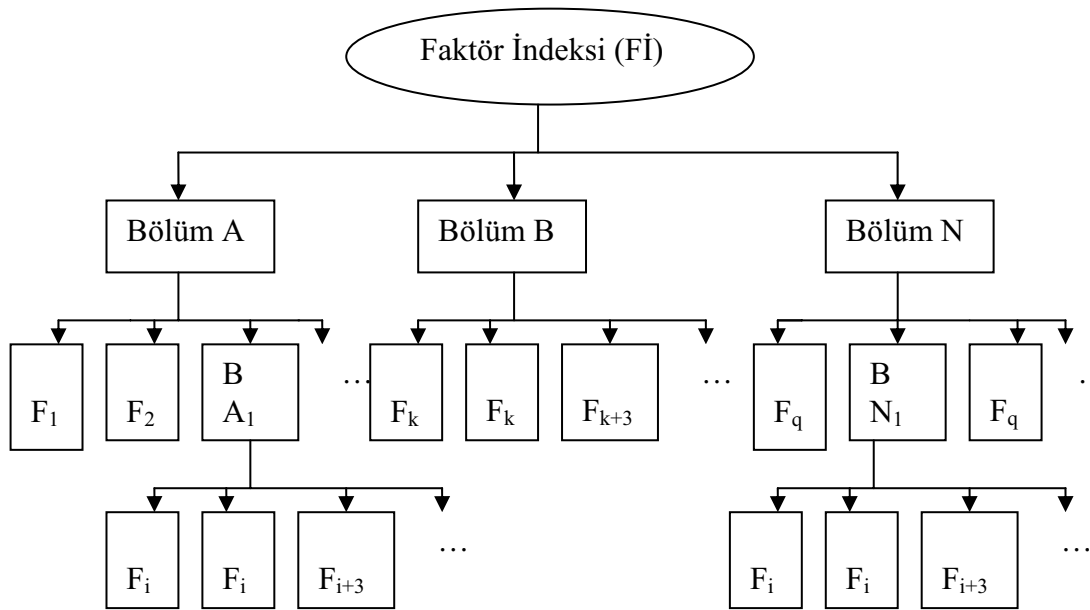 Faktör İndeksi (Fİ)
Bölüm A
Bölüm B
Bölüm N
F1
F2
B
A1
…
Fk
Fk
Fk+3
…
Fq
B
N1
Fq
.
Fi
Fi
Fi+3
…
Fi
Fi
Fi+3
…